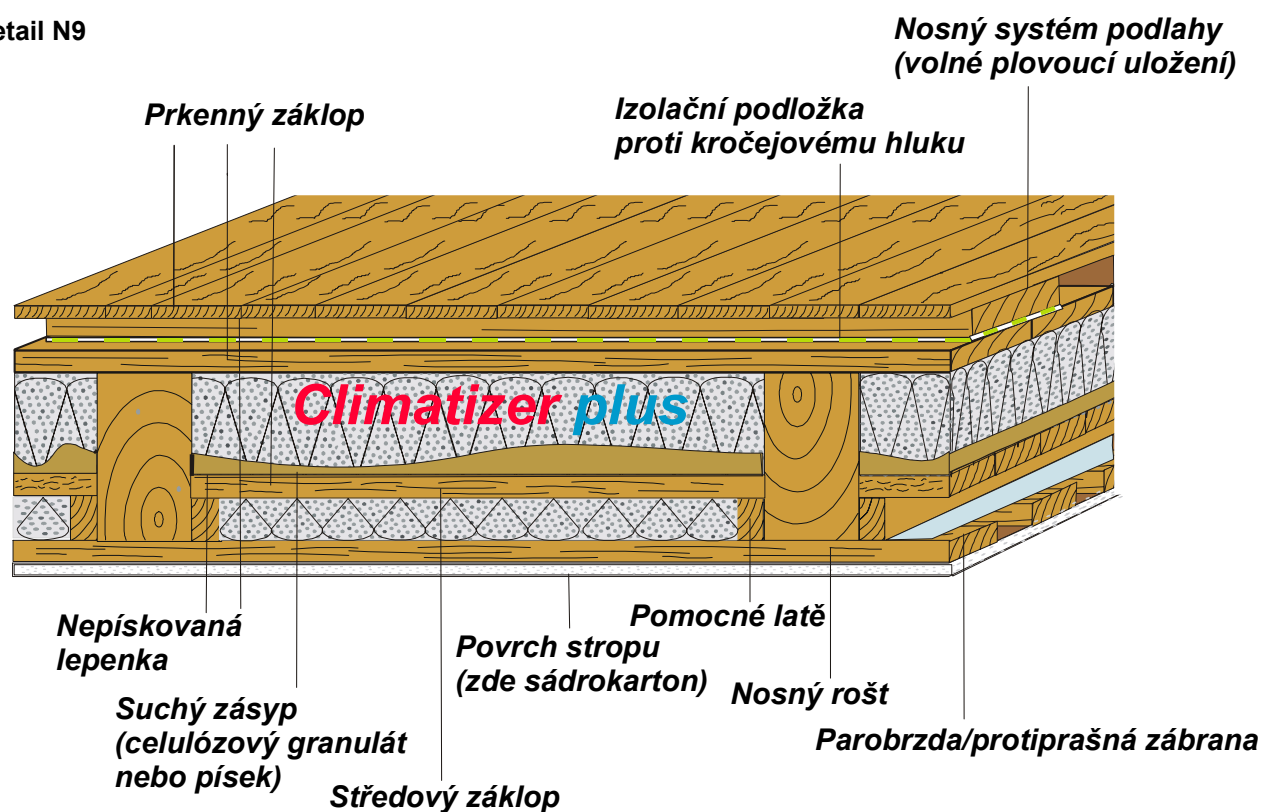 etail N9
Nosný systém podlahy
(volné plovoucí uložení)
Prkenný záklop
Izolační podložka
proti kročejovému hluku
Climatizer plus
Nepískovaná
lepenka
Pomocné latě
Povrch stropu
(zde sádrokarton)
Nosný rošt
Suchý zásyp
(celulózový granulát
nebo písek)
Parobrzda/protiprašná zábrana
Středový záklop